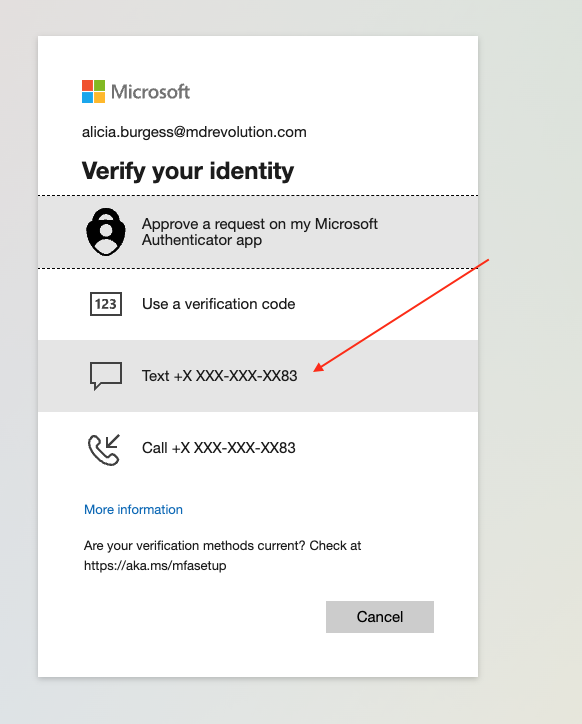 Microsoft
alicia.burgess@mdrevolution.com
Verify your identity
Approve a request on my Microsoft
Authenticator app
123
Use a verification code
Text +X XXX-XXX-XX83
Call +X XXX-XXX-XX83
More information
Are your verification methods current? Check at
https://aka.ms/mfasetup
Cancel